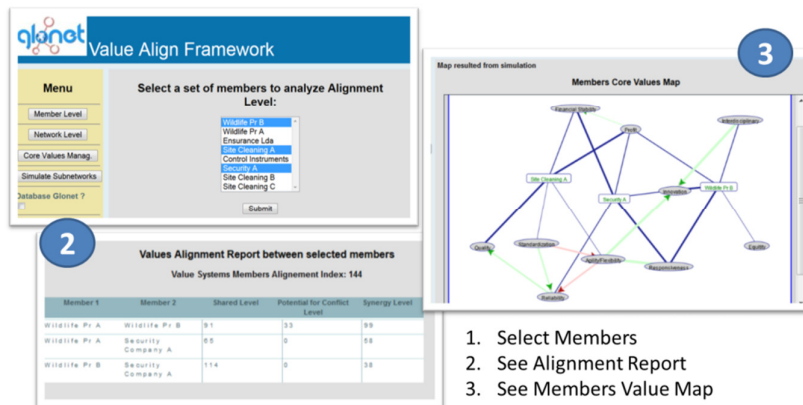 glonet
Value Align Framework
Menu
Member Level
Network Level
Core Values Manag.
Simulate Subnetworks
Database Glonet ?
Select a set of members to analyze Alignment
Level:
Wildlife Pr B
Wildlife Pr A
Ensurance Lda
Site Cleaning A
Control Instruments
Security A
Site Cleaning B
Site Cleaning C
Submit
2
Values Alignment Report between selected
members
Value Systems Members Alignement Index: 144
Member 1 Member 2 Shared Level Potential for Conflict Synergy Level
Level
Wildlife Pr A Wildlife Pr B 91 33 99
Wildlife Pr A Security 65 0 68
Company A
Wildlife Pr B Security 114 0 38
Company A
3
Map resulted from simulation
Members Core Values Map
Financial Stability
Profit
Interdisciplinary
Site Cleaning A
Security A
Innovation
Wildlife Pr B
Quality
Standardization
Agility/Flexibility
Responsiveness
Equality
Reliability
1. Select Members
2. See Alignment Report
3. See Members Value Map